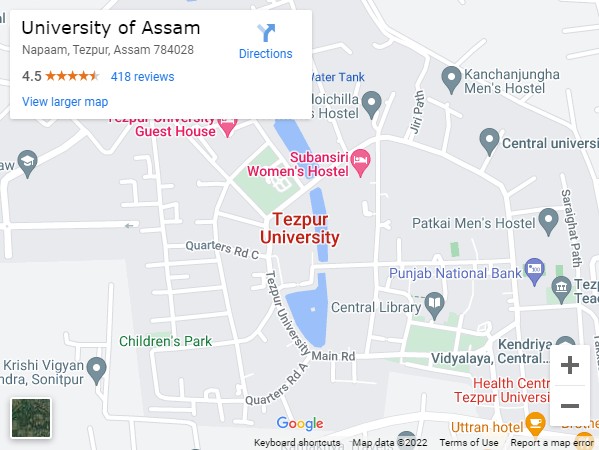 University of Assam
Napaam, Tezpur, Assam 784028
4.5
418 reviews
Directions
View larger map
Water Tank
Kanchanjungha
Men's Hostel
Hostel
Jiri Path
Tezpur University
Guest House
Central universi
Subansiri
Women's Hostel
Saraighat Path
Tezpur
University
Patkai Men's Hostel
Quarters Rd C
Punjab National Bank
Tezpur University
Central Library
Children's Park
Main Rd
Kendriya
Vidyalaya, Central...
Krishi Vigyan
Sonitpur
Quarters Rd A
Health Centr
Tezpur Universi
Uttran hotel
Google
Keyboard shortcuts
Map data ©2022
Terms of Use
Report a map error